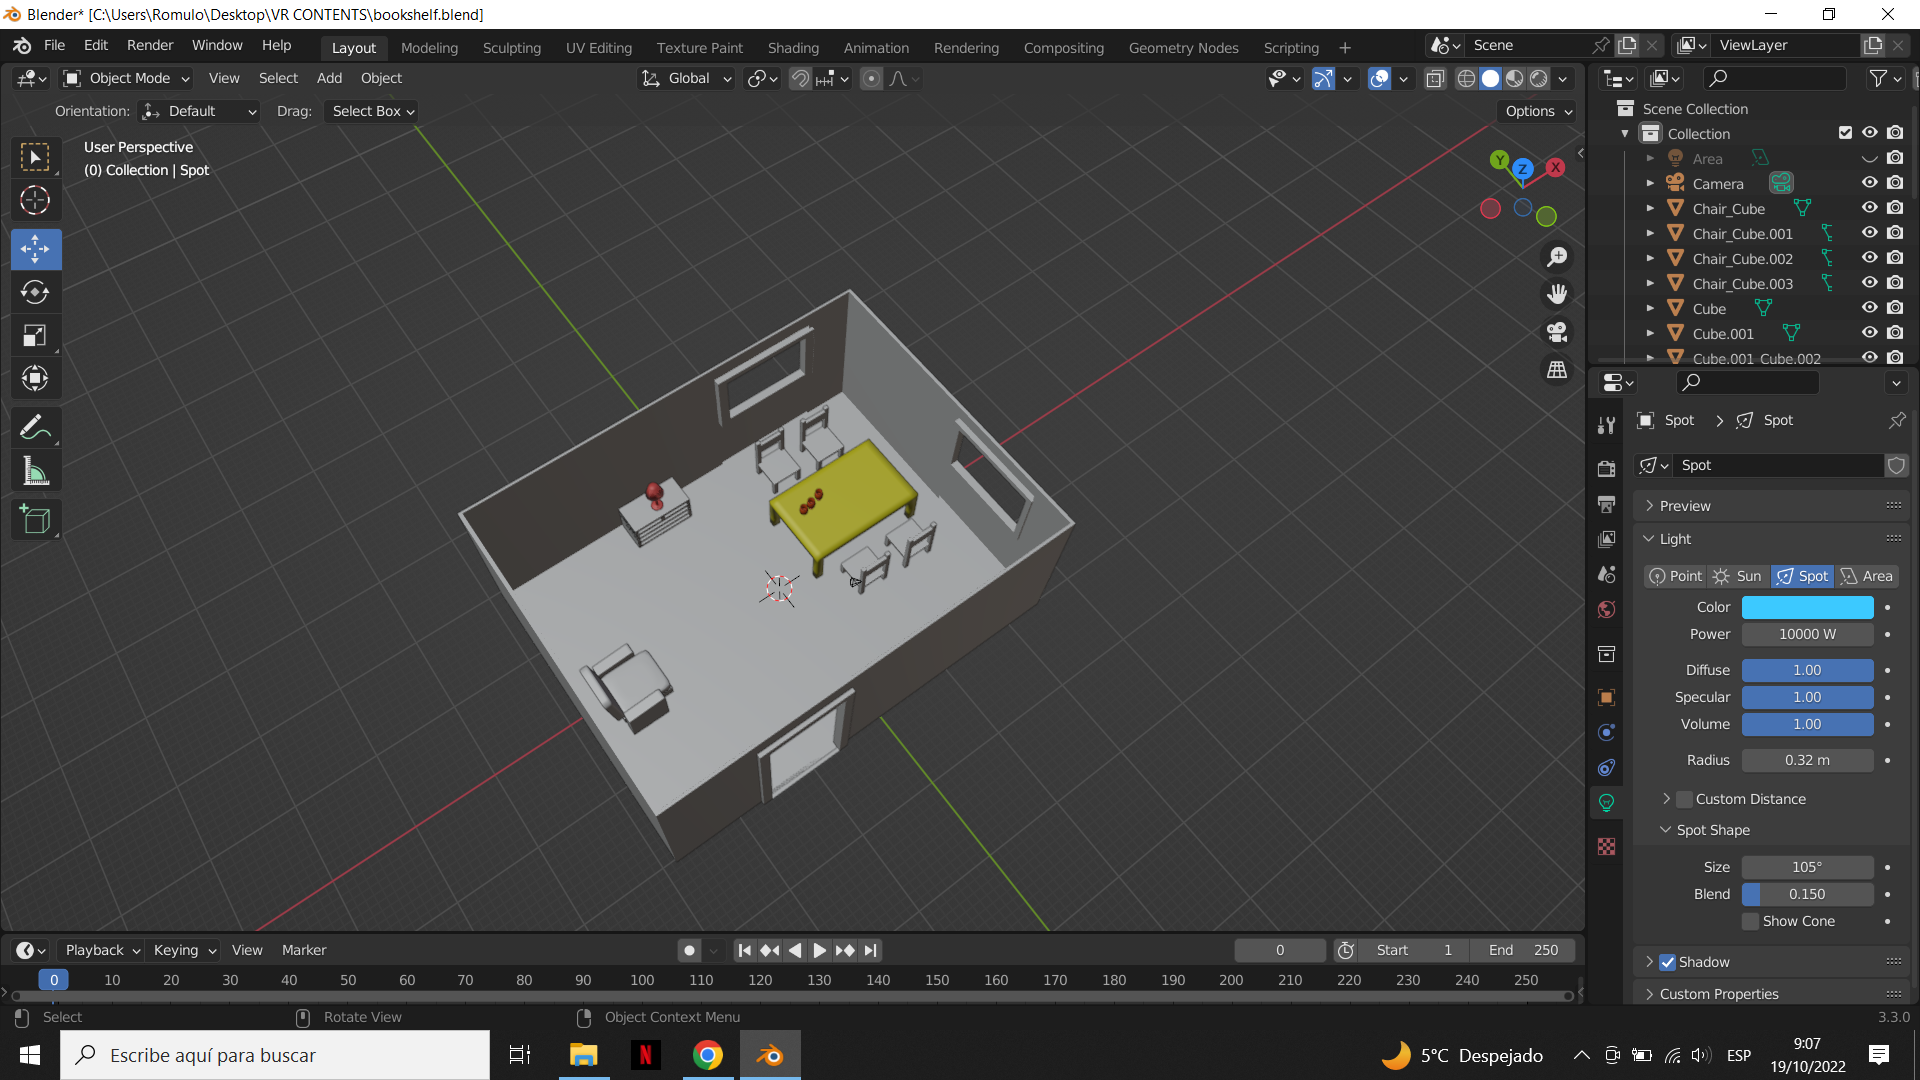 Blender* [C:\Users\Romulo\Desktop\VR CONTENTS\bookshelf.blend]
File Edit Render Window Help Layout Modeling Sculpting UV Editing Texture Paint Shading Animation Rendering Compositing Geometry Nodes Scripting + Scene ViewLayer
Object Mode View Select Add Object Global
Orientation: Default Drag: Select Box Options
User Perspective
(0) Collection | Spot
Y Z X
Scene Collection
Collection
Area
Camera
Chair_Cube
Chair_Cube.001
Chair_Cube.002
Chair_Cube.003
Cube
Cube.001
Cube.001_Cube.002
Spot > Spot
Spot
Preview
Light
Point Sun Spot Area
Color
Power 10000 W
Diffuse 1.00
Specular 1.00
Volume 1.00
Radius 0.32 m
Custom Distance
Spot Shape
Size 105°
Blend 0.150
Show Cone
Shadow
Custom Properties
Playback Keying View Marker 0 Start 1 End 250
0 10 20 30 40 50 60 70 80 90 100 110 120 130 140 150 160 170 180 190 200 210 220 230 240 250
Select Rotate View Object Context Menu 3.3.0
Escribe aquí para buscar N 5°C Despejado ESP 9:07
19/10/2022